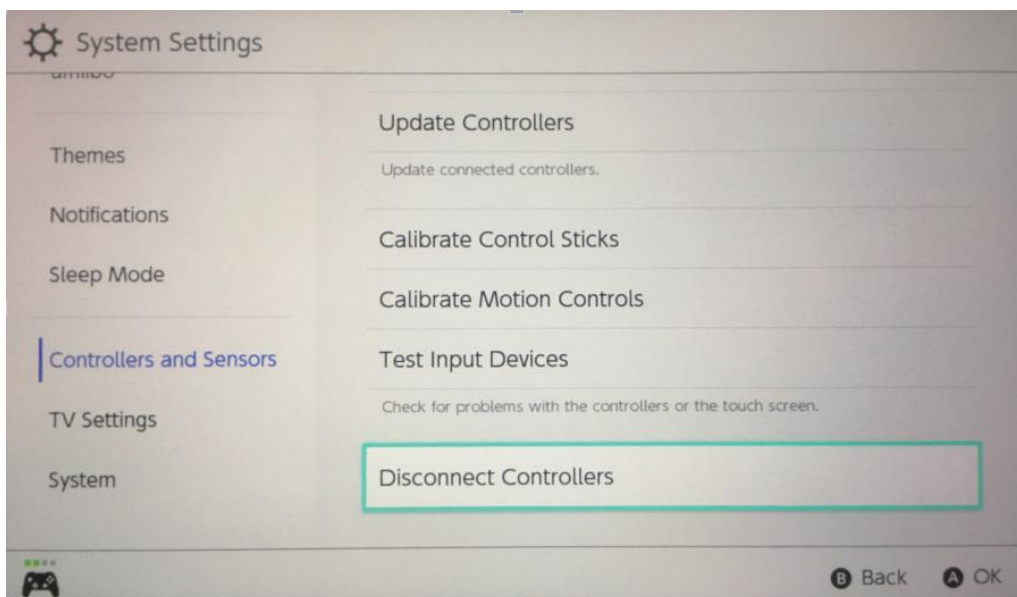 System Settings
amiibo
Themes
Notifications
Sleep Mode
Controllers and Sensors
TV Settings
System
Update Controllers
Update connected controllers.
Calibrate Control Sticks
Calibrate Motion Controls
Test Input Devices
Check for problems with the controllers or the touch screen.
Disconnect Controllers
B Back A OK